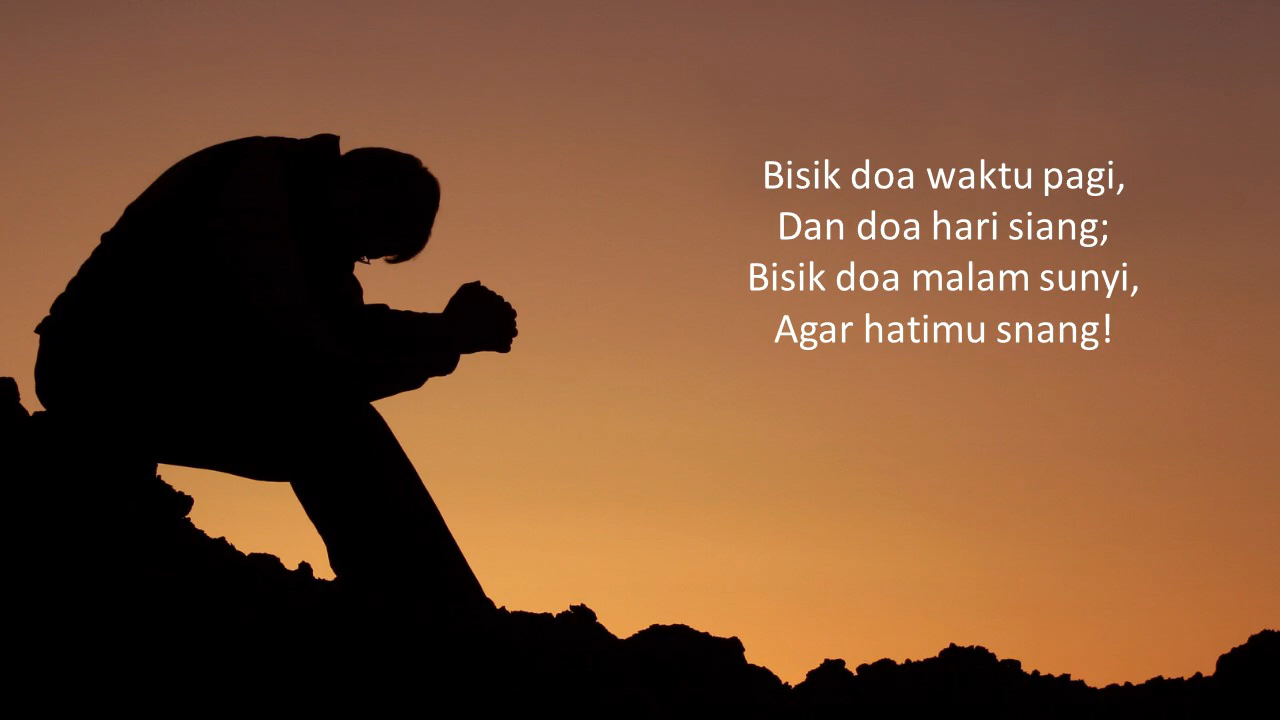 Bisik doa waktu pagi,
Dan doa hari siang;
Bisik doa malam sunyi,
Agar hatimu snang!